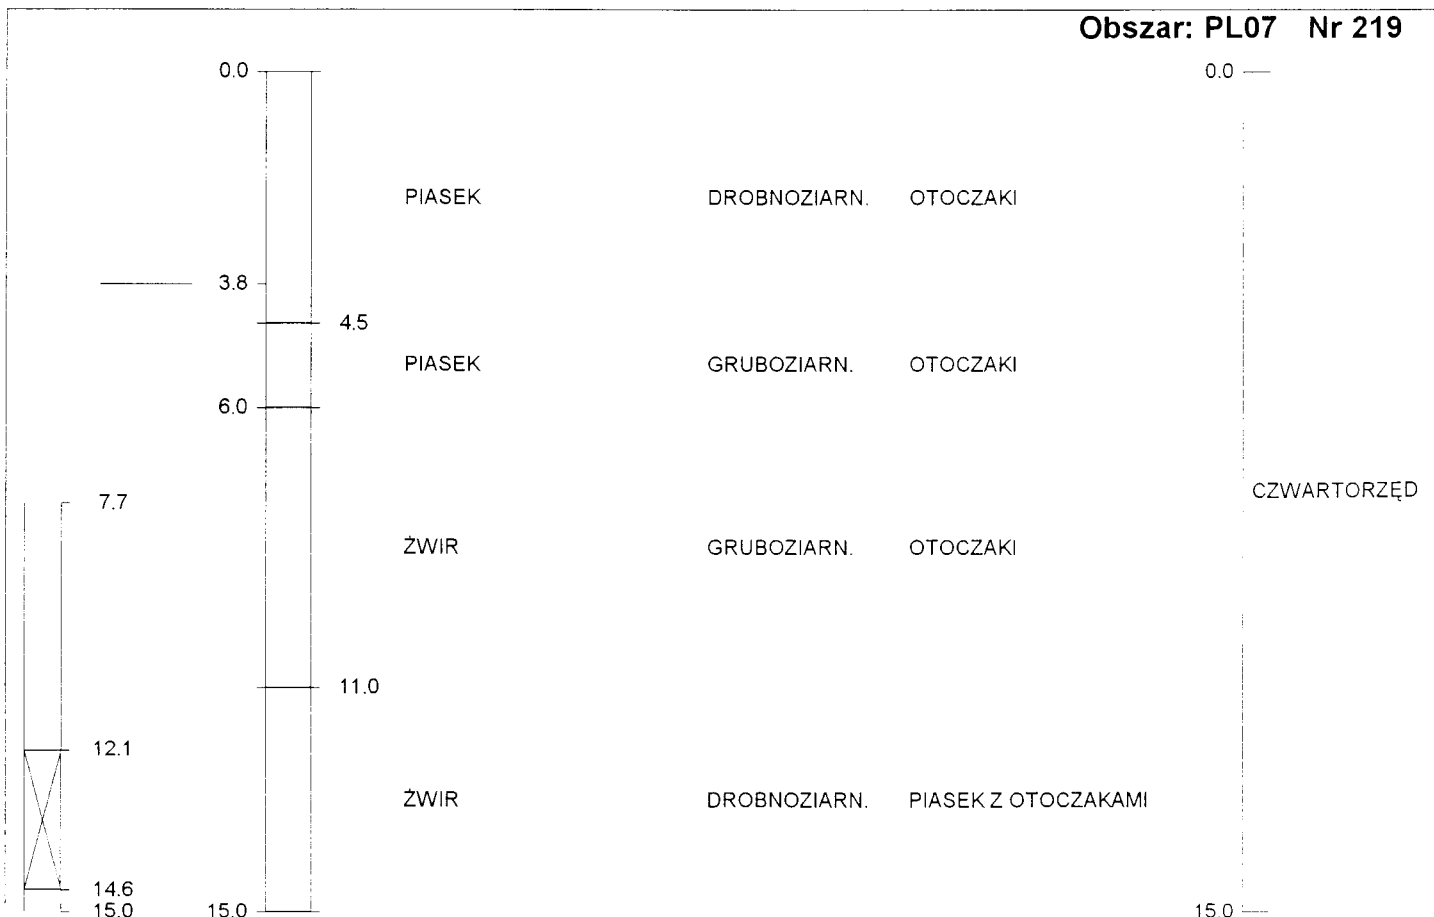 Obszar: PL07 Nr 219
0.0 0.0
PIASEK DROBNOZIARN. OTOCZAKI
3.8
4.5
PIASEK GRUBOZIARN. OTOCZAKI
6.0
CZWARTORZĘD
7.7
ŻWIR GRUBOZIARN. OTOCZAKI
11.0
12.1
ŻWIR DROBNOZIARN. PIASEK Z OTOCZAKAMI
14.6
15.0 15.0 15.0